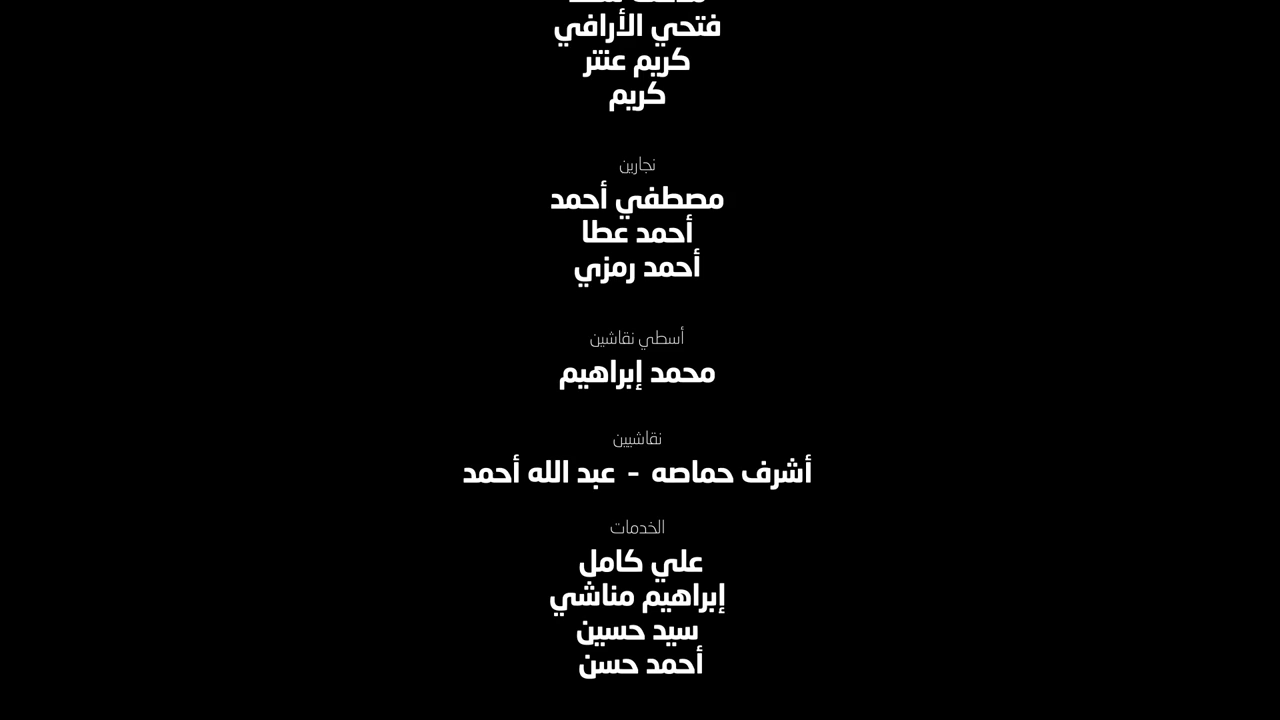 فتحي الأرافي
كريم عنتر
كريم
نجارين
مصطفي أحمد
أحمد عطا
أحمد رمزي
أسطي نقاشين
محمد إبراهيم
نقاشيين
أشرف حماصه - عبد الله أحمد
الخدمات
علي كامل
إبراهيم مناشي
سيد حسين
أحمد حسن